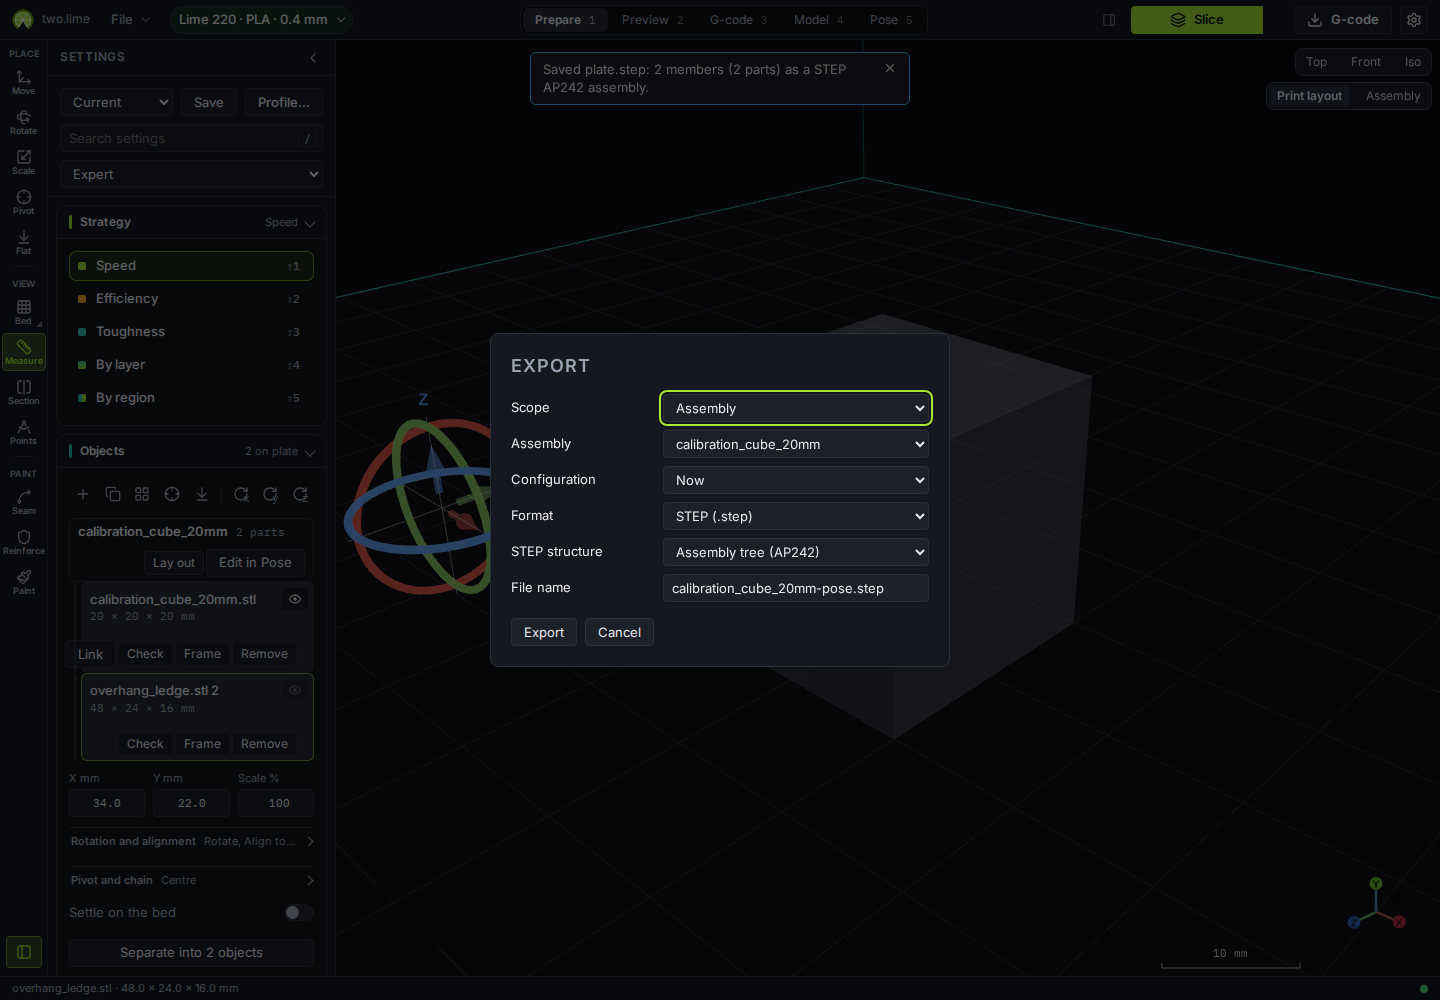 two.lime
File
Lime 220 · PLA · 0.4 mm
Prepare 1
Preview 2
G-code 3
Model 4
Pose 5
Slice
G-code
PLACE
Move
Rotate
Scale
Pivot
Flat
VIEW
Bed
Measure
Section
Points
PAINT
Seam
Reinforce
Paint
SETTINGS
Current
Save
Profile...
Search settings /
Expert
Strategy Speed
Speed ⇧1
Efficiency ⇧2
Toughness ⇧3
By layer ⇧4
By region ⇧5
Objects 2 on plate
calibration_cube_20mm 2 parts
Lay out
Edit in Pose
calibration_cube_20mm.stl
20 × 20 × 20 mm
Link
Check
Frame
Remove
overhang_ledge.stl 2
48 × 24 × 16 mm
Check
Frame
Remove
X mm Y mm Scale %
34.0 22.0 100
Rotation and alignment Rotate, Align to...
Pivot and chain Centre
Settle on the bed
Separate into 2 objects
Saved plate.step: 2 members (2 parts) as a STEP
AP242 assembly.
Top
Front
Iso
Print layout
Assembly
Z
EXPORT
Scope Assembly
Assembly calibration_cube_20mm
Configuration Now
Format STEP (.step)
STEP structure Assembly tree (AP242)
File name calibration_cube_20mm-pose.step
Export
Cancel
Y
Z
X
10 mm
overhang_ledge.stl · 48.0 × 24.0 × 16.0 mm